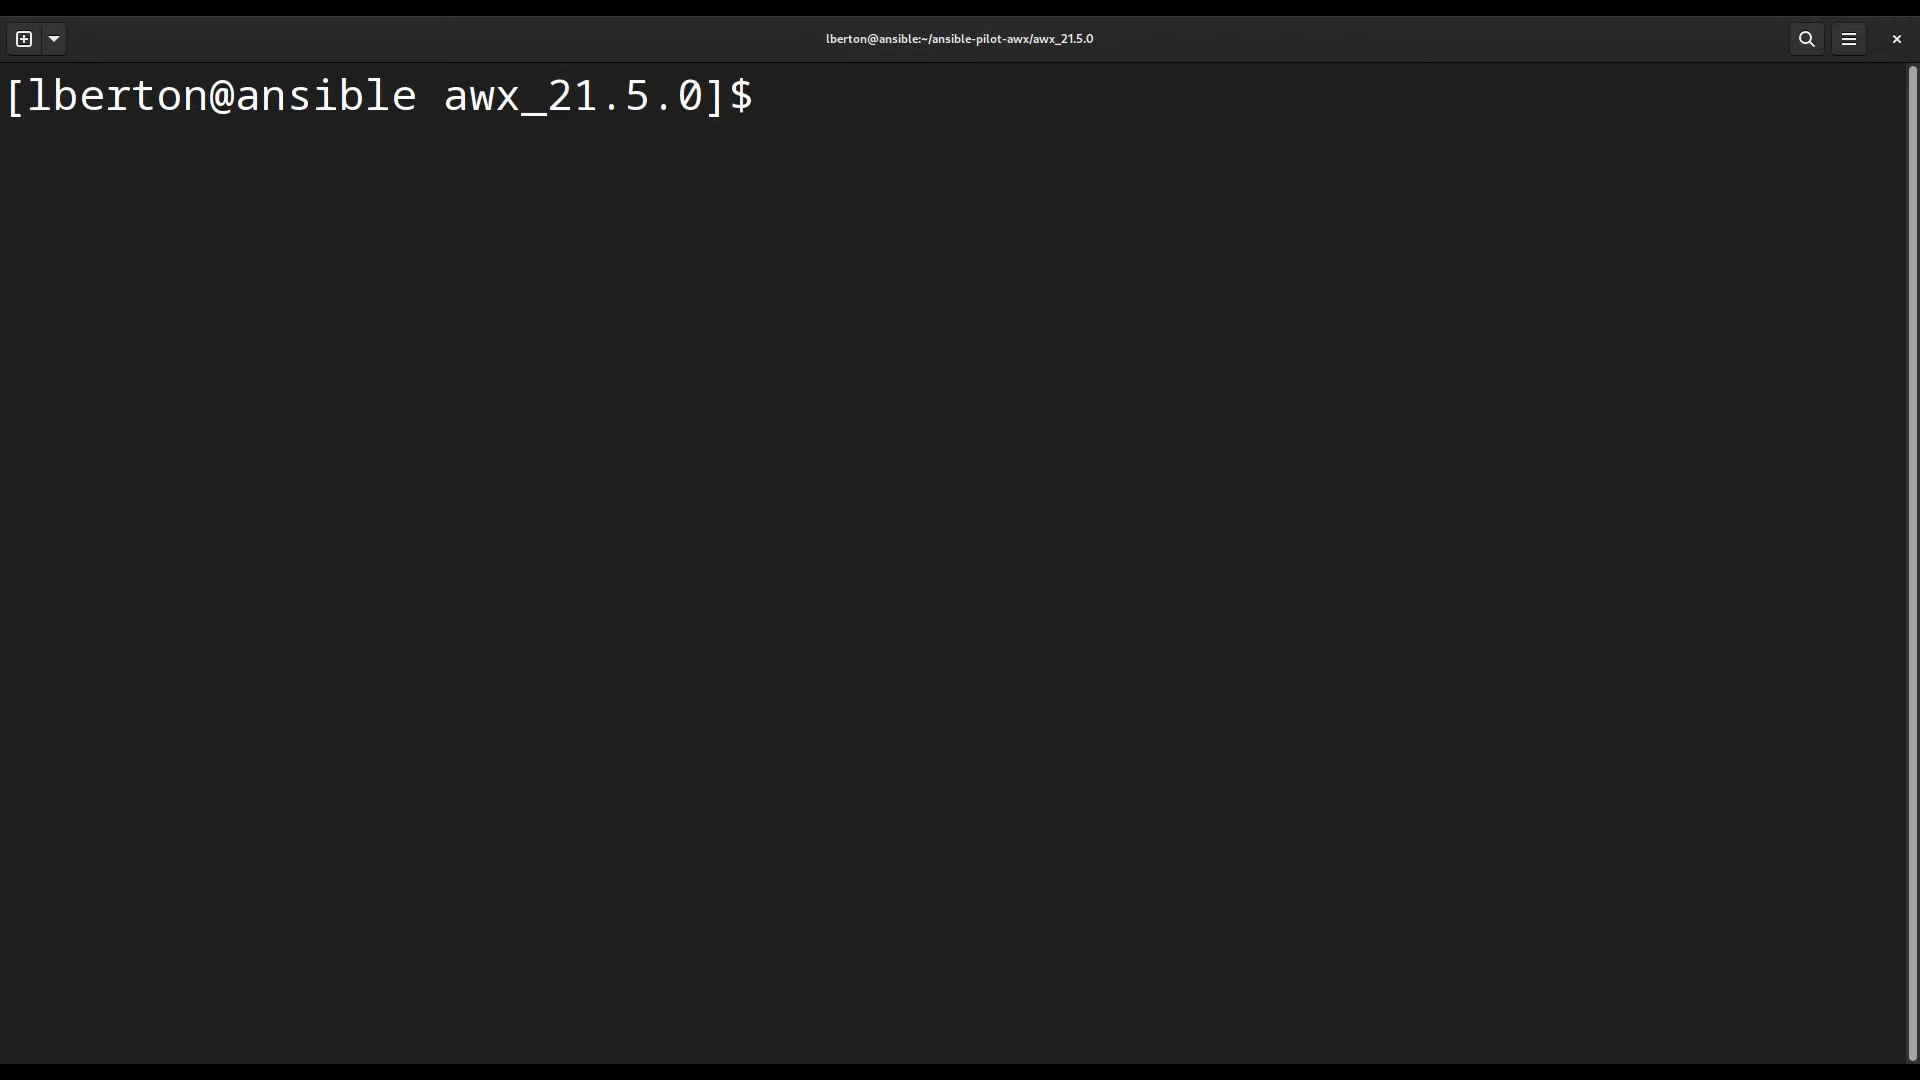 lberton@ansible:~/ansible-pilot-awx/awx_21.5.0
[lberton@ansible awx_21.5.0]$